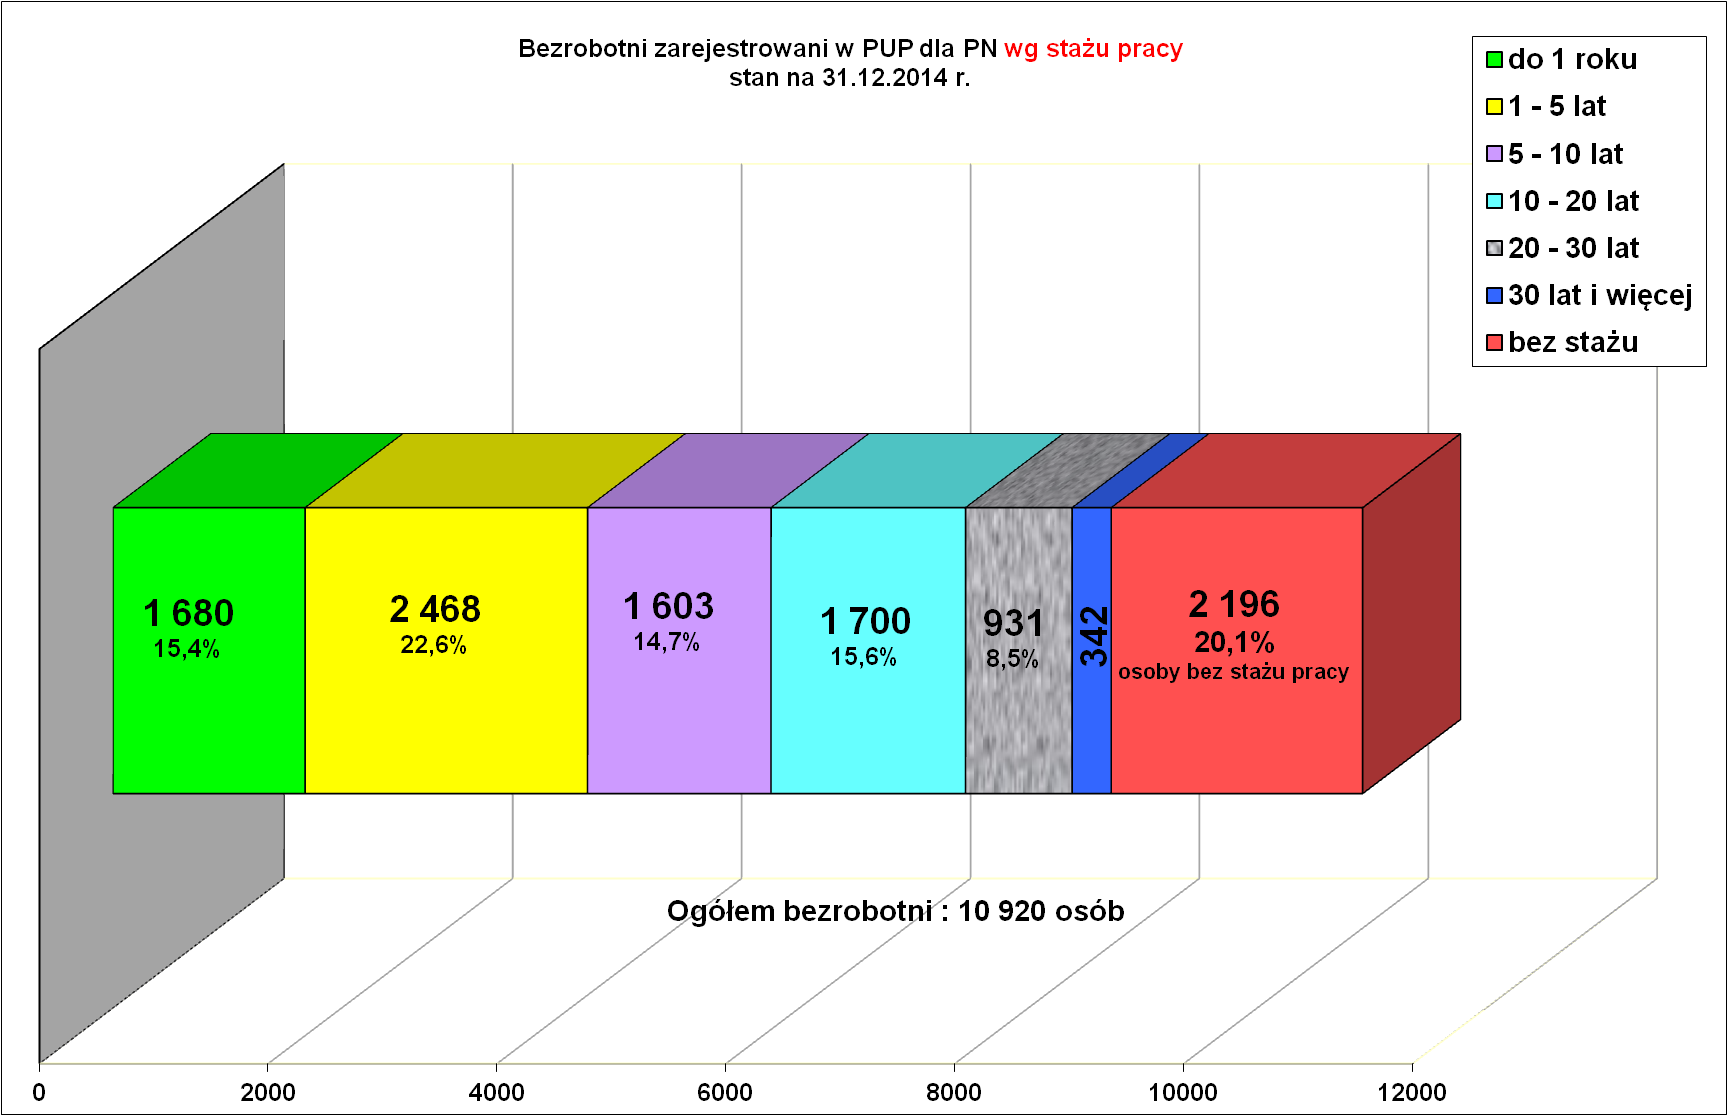 Bezrobotni zarejestrowani w PUP dla PN wg stażu pracy
stan na 31.12.2014 r.
do 1 roku
1 - 5 lat
5 - 10 lat
10 - 20 lat
20 - 30 lat
30 lat i więcej
bez stażu
1 680
15,4%
2 468
22,6%
1 603
14,7%
1 700
15,6%
931
8,5%
342
2 196
20,1%
osoby bez stażu pracy
Ogółem bezrobotni : 10 920 osób
0 2000 4000 6000 8000 10000 12000